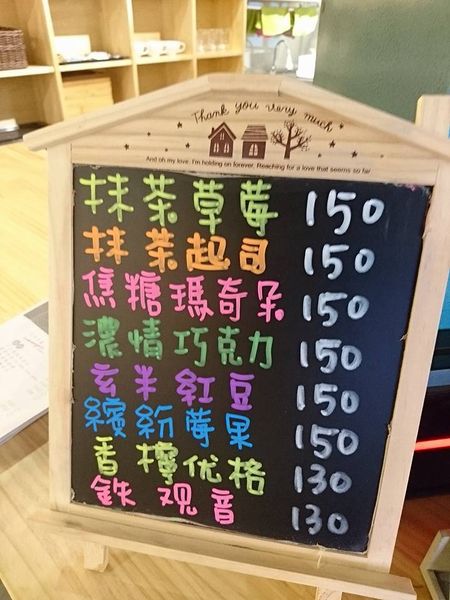 Thank you very much
And oh my love. I'm holding on forever, Reaching for a love that seems so far
抹茶草莓 150
抹茶起司 150
焦糖瑪奇朵 150
濃情巧克力 150
玄米紅豆 150
繽紛莓果 150
香檸优格 130
鉄观音 130